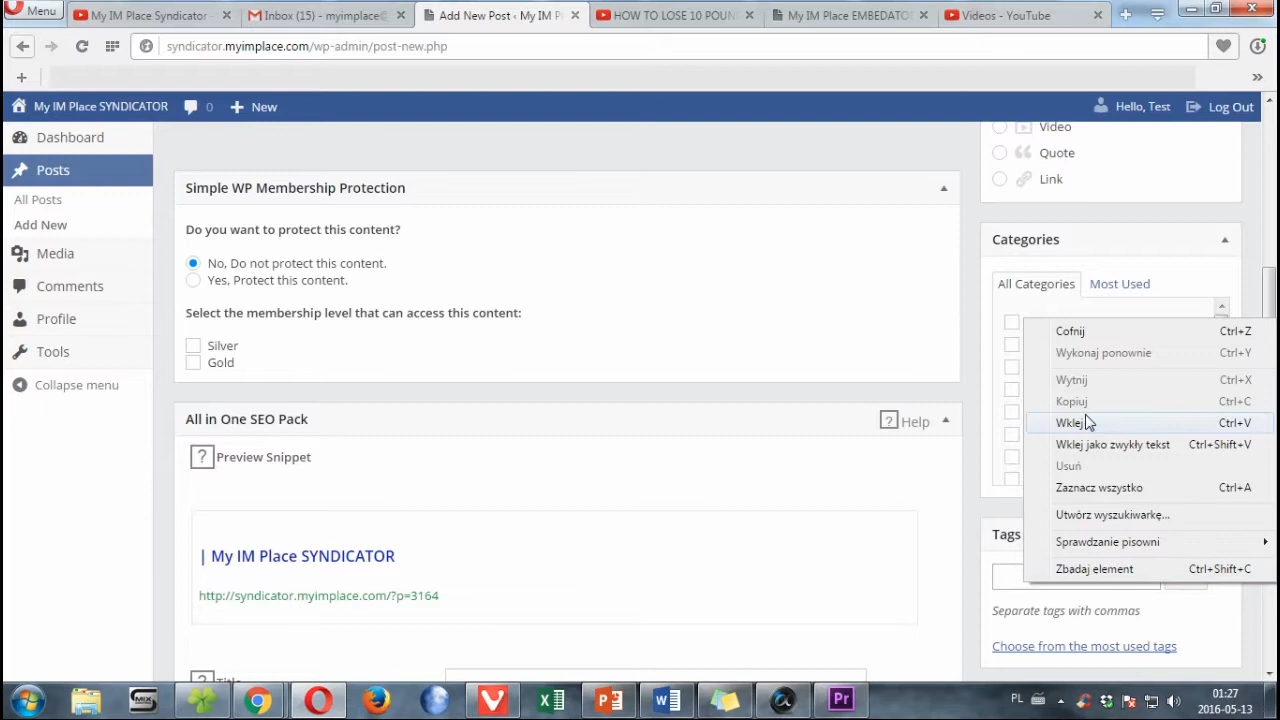 Menu
My IM Place Syndicator -
Inbox (15) - myimplace@
Add New Post ‹ My IM P
HOW TO LOSE 10 POUN
My IM Place EMBEDATOR
Videos - YouTube
syndicator.myimplace.com/wp-admin/post-new.php
My IM Place SYNDICATOR
0
New
Hello, Test
Log Out
Dashboard
Posts
All Posts
Add New
Media
Comments
Profile
Tools
Collapse menu
Simple WP Membership Protection
Do you want to protect this content?
No, Do not protect this content.
Yes, Protect this content.
Select the membership level that can access this content:
Silver
Gold
All in One SEO Pack
? Help
? Preview Snippet
| My IM Place SYNDICATOR
http://syndicator.myimplace.com/?p=3164
Video
Quote
Link
Categories
All Categories
Most Used
Cofnij Ctrl+Z
Wykonaj ponownie Ctrl+Y
Wytnij Ctrl+X
Kopiuj Ctrl+C
Wklej Ctrl+V
Wklej jako zwykły tekst Ctrl+Shift+V
Usuń
Zaznacz wszystko Ctrl+A
Utwórz wyszukiwarkę...
Sprawdzanie pisowni
Zbadaj element Ctrl+Shift+C
Tags
Separate tags with commas
Choose from the most used tags
PL
01:27
2016-05-13